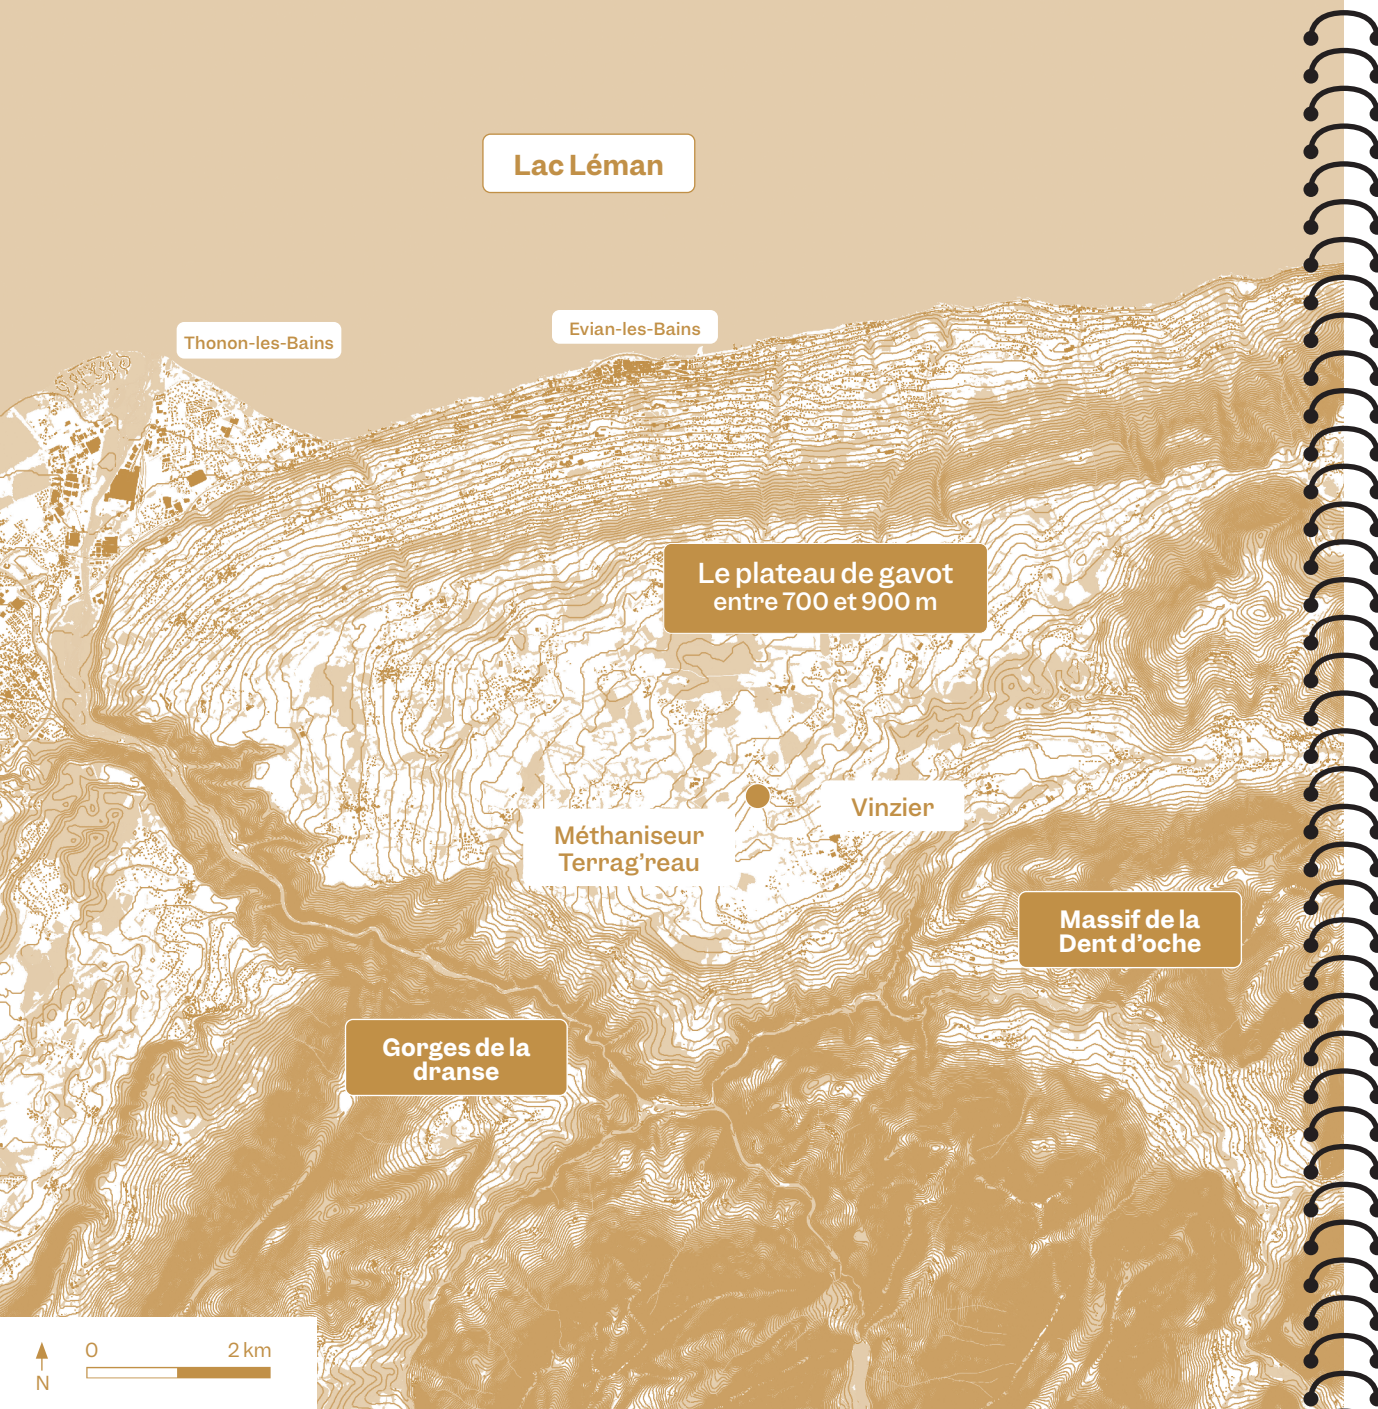 Lac Léman
Evian-les-Bains
Thonon-les-Bains
Le plateau de gavot
entre 700 et 900 m
Vinzier
Méthaniseur
Terrag’reau
Massif de la
Dent d’oche
Gorges de la
dranse
0 2 km
N